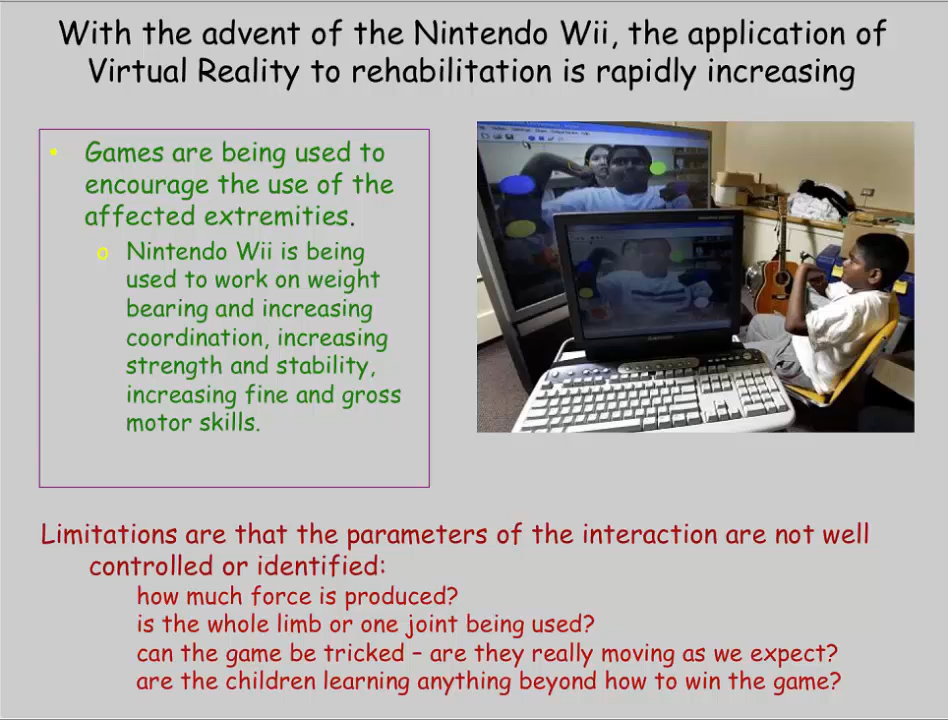 With the advent of the Nintendo Wii, the application of
Virtual Reality to rehabilitation is rapidly increasing
• Games are being used to
encourage the use of the
affected extremities.
o Nintendo Wii is being
used to work on weight
bearing and increasing
coordination, increasing
strength and stability,
increasing fine and gross
motor skills.
Limitations are that the parameters of the interaction are not well
controlled or identified:
how much force is produced?
is the whole limb or one joint being used?
can the game be tricked – are they really moving as we expect?
are the children learning anything beyond how to win the game?